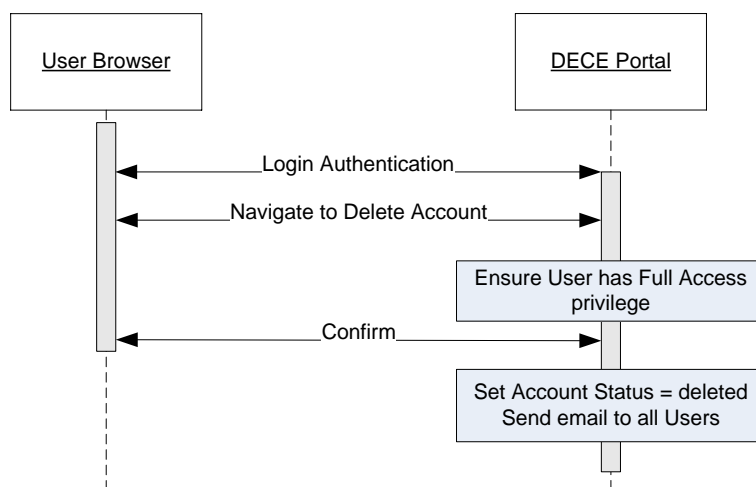 User Browser
DECE Portal
Login Authentication
Navigate to Delete Account
Ensure User has Full Access
privilege
Confirm
Set Account Status = deleted
Send email to all Users